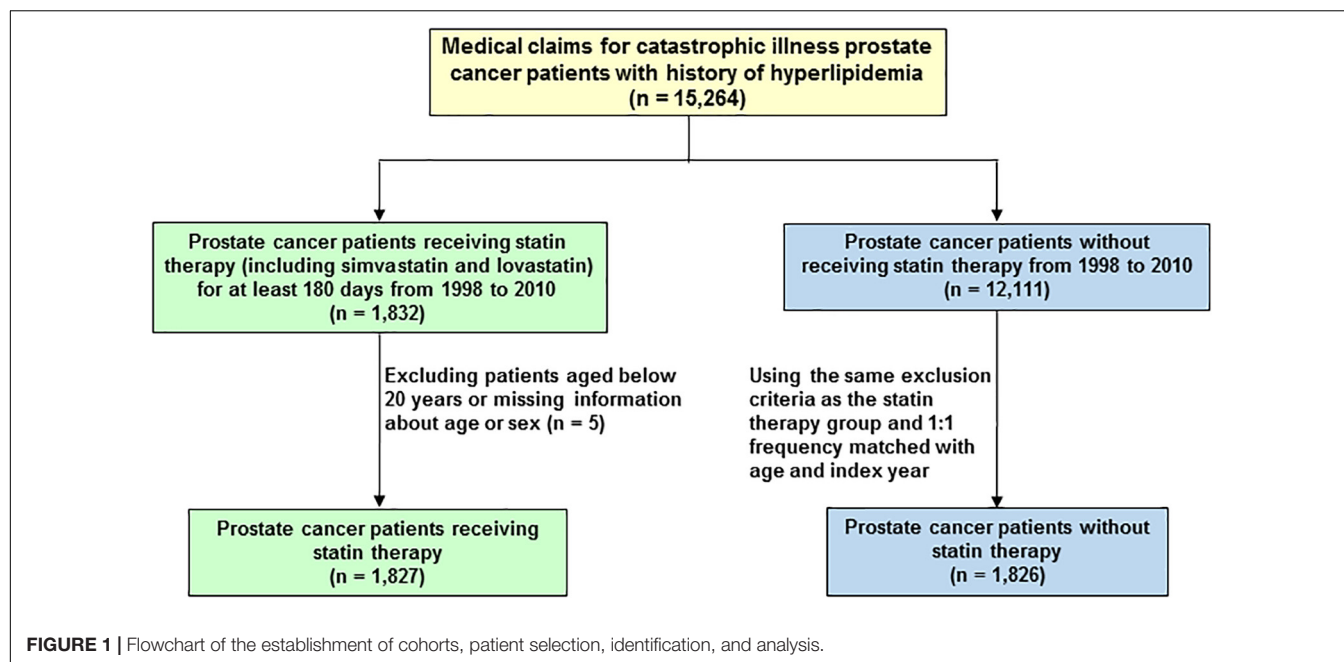 Medical claims for catastrophic illness prostate
cancer patients with history of hyperlipidemia
(n = 15,264)
Prostate cancer patients receiving statin
therapy (including simvastatin and lovastatin)
for at least 180 days from 1998 to 2010
(n = 1,832)
Prostate cancer patients without
receiving statin therapy from 1998 to 2010
(n = 12,111)
Excluding patients aged below
20 years or missing information
about age or sex (n = 5)
Using the same exclusion
criteria as the statin
therapy group and 1:1
frequency matched with
age and index year
Prostate cancer patients receiving
statin therapy
(n = 1,827)
Prostate cancer patients without
statin therapy
(n = 1,826)
FIGURE 1 | Flowchart of the establishment of cohorts, patient selection, identification, and analysis.